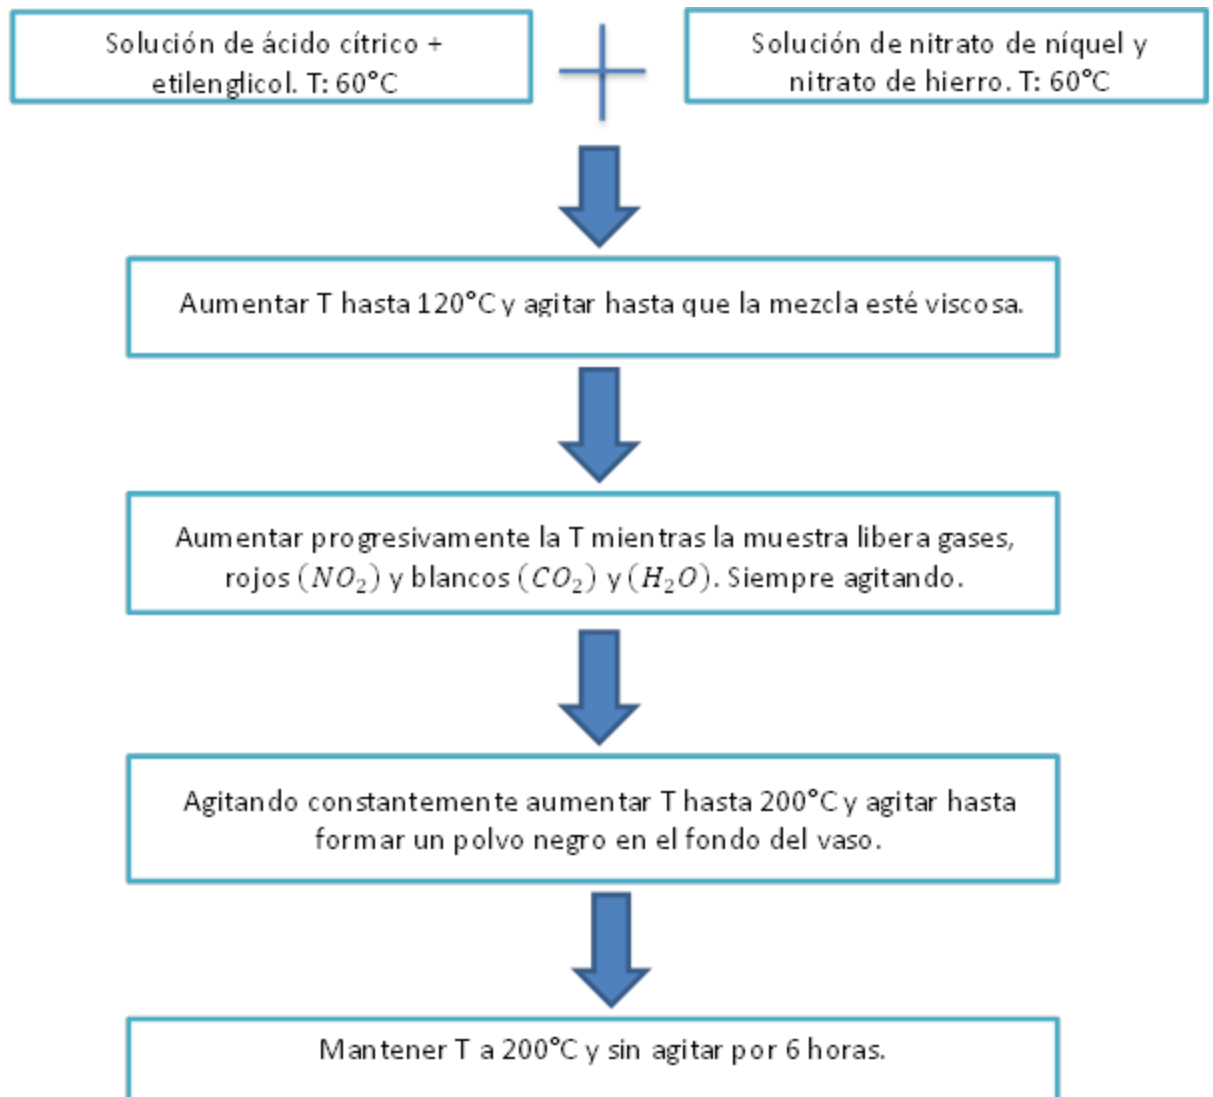 Solución de ácido cítrico +
etilenglicol. T: 60°C
Solución de nitrato de níquel y
nitrato de hierro. T: 60°C
Aumentar T hasta 120°C y agitar hasta que la mezcla esté viscosa.
Aumentar progresivamente la T mientras la muestra libera gases,
rojos (NO₂) y blancos (CO₂) y (H₂O). Siempre agitando.
Agitando constantemente aumentar T hasta 200°C y agitar hasta
formar un polvo negro en el fondo del vaso.
Mantener T a 200°C y sin agitar por 6 horas.